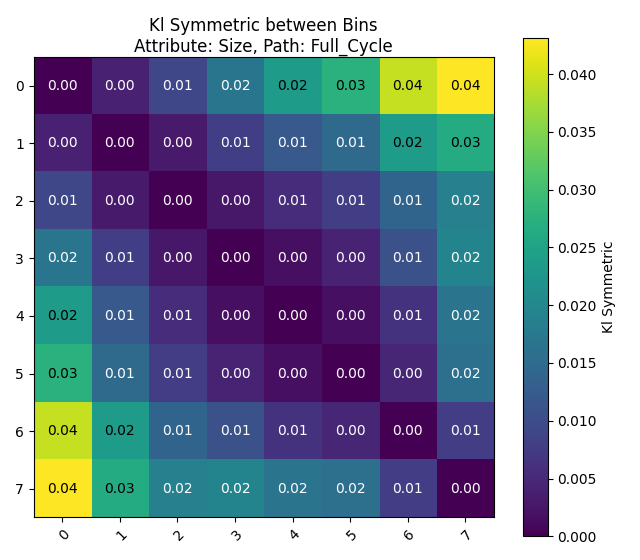 Kl Symmetric between Bins
Attribute: Size, Path: Full_Cycle
0 0.00 0.00 0.01 0.02 0.02 0.03 0.04 0.04
1 0.00 0.00 0.00 0.01 0.01 0.01 0.02 0.03
2 0.01 0.00 0.00 0.00 0.01 0.01 0.01 0.02
3 0.02 0.01 0.00 0.00 0.00 0.00 0.01 0.02
4 0.02 0.01 0.01 0.00 0.00 0.00 0.01 0.02
5 0.03 0.01 0.01 0.00 0.00 0.00 0.00 0.02
6 0.04 0.02 0.01 0.01 0.01 0.00 0.00 0.01
7 0.04 0.03 0.02 0.02 0.02 0.02 0.01 0.00
0 1 2 3 4 5 6 7
0.040
0.035
0.030
0.025
0.020
0.015
0.010
0.005
0.000
Kl Symmetric